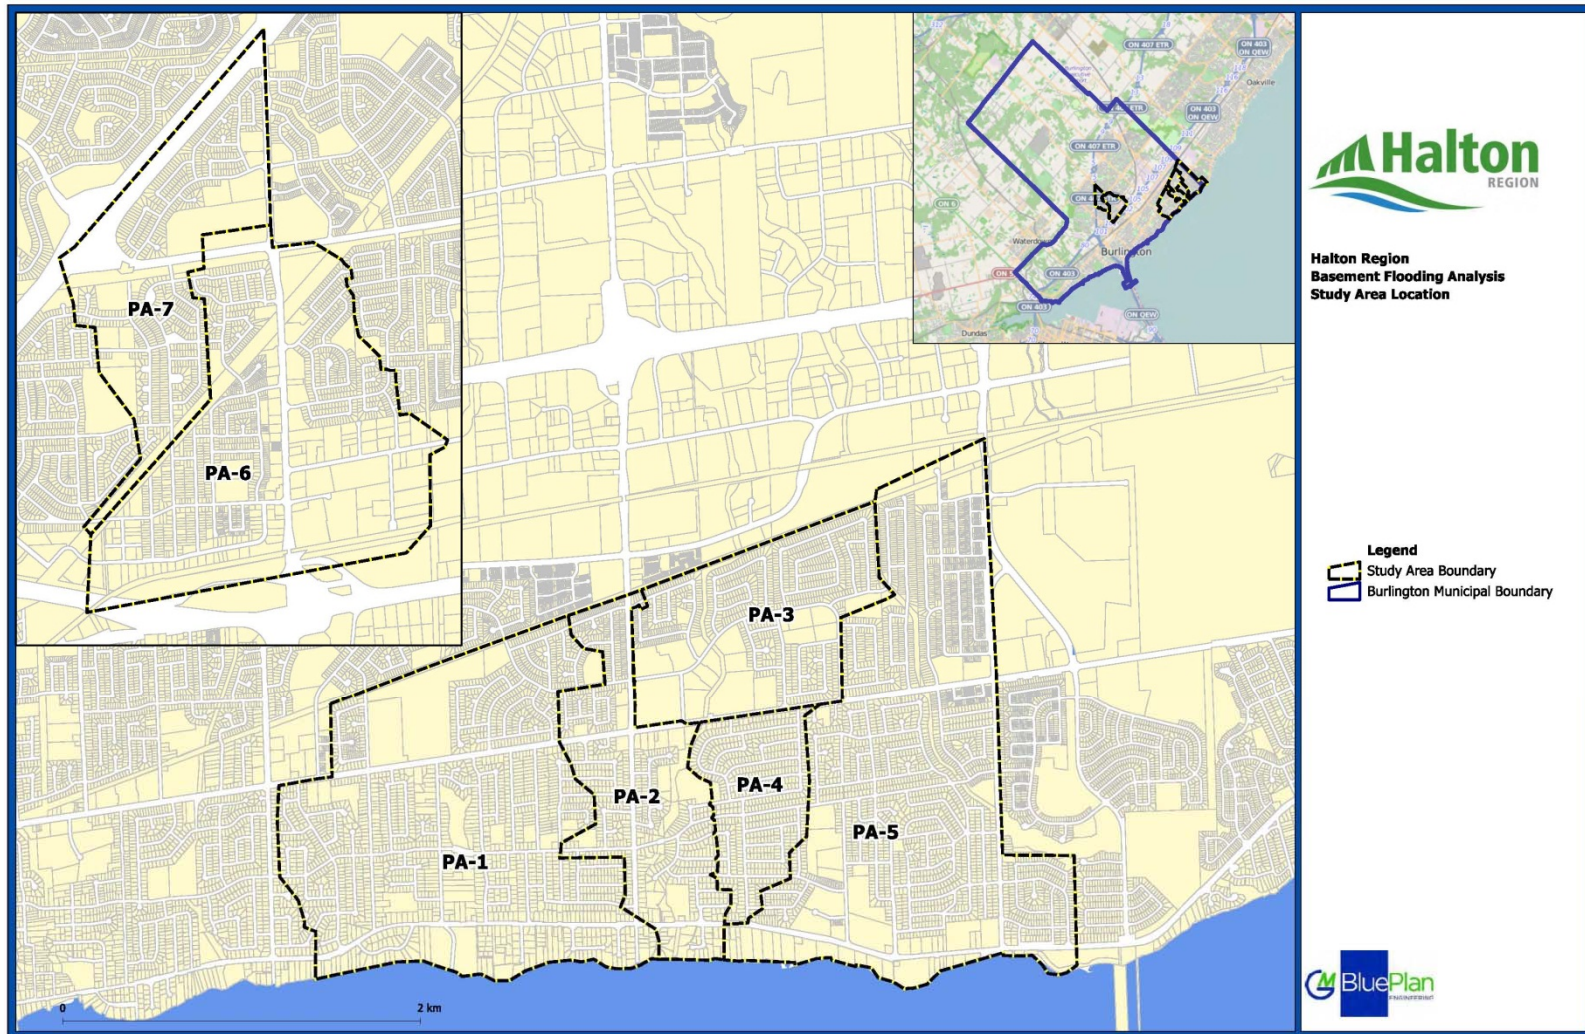 PA-7
PA-6
PA-3
PA-4
PA-2
PA-5
PA-1
0
2 km
ON 407 ETR
ON 403
ON QEW
Oakville
ON 403
ON QEW
ON 407 ETR
ON 6
Waterdown
Burlington
ON 403
ON 403
ON QEW
Dundas
Halton
REGION
Halton Region
Basement Flooding Analysis
Study Area Location
Legend
Study Area Boundary
Burlington Municipal Boundary
BluePlan